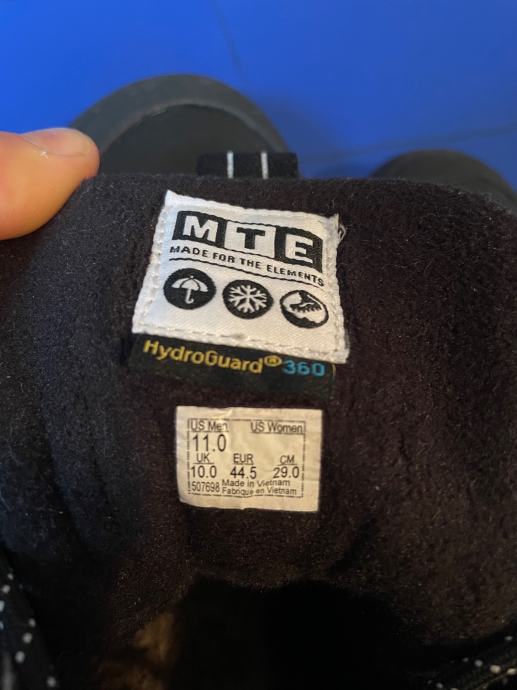 MTE
MADE FOR THE ELEMENTS
HydroGuard® 360
US Men US Women
11.0
UK EUR CM
10.0 44.5 29.0
507698 Made in Vietnam
Fabrique en Vietnam